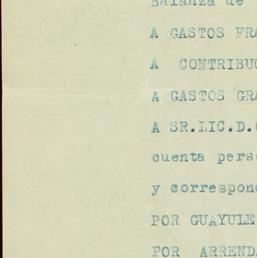 Balanza de
A GASTOS FRA
A CONTRIBUC
A GASTOS GRA
A SR.LIC.D.
cuenta pers
y correspon
POR GUAYULE
POR ARREND